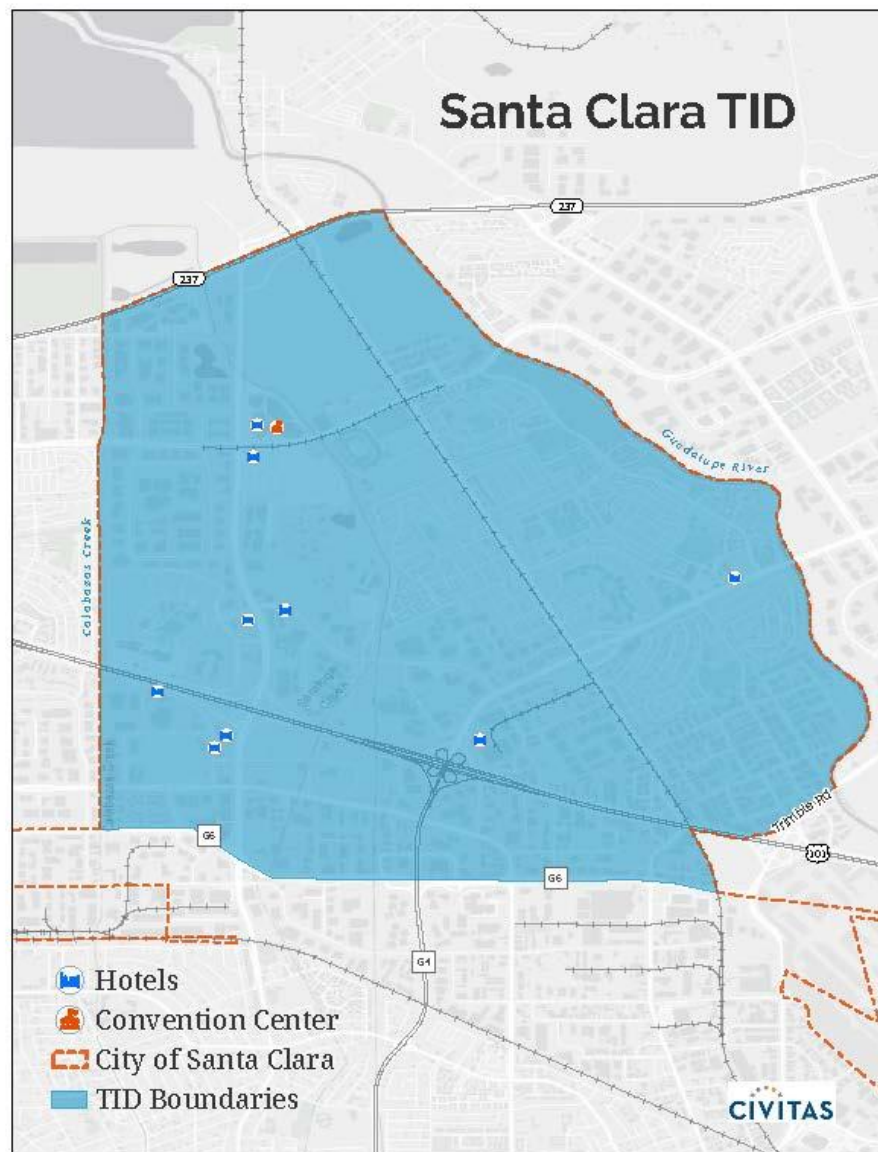 Santa Clara TID
237
237
Guadalupe River
Calabazas Creek
Trimble Rd
101
G6
G6
G4
Hotels
Convention Center
City of Santa Clara
TID Boundaries
CIVITAS